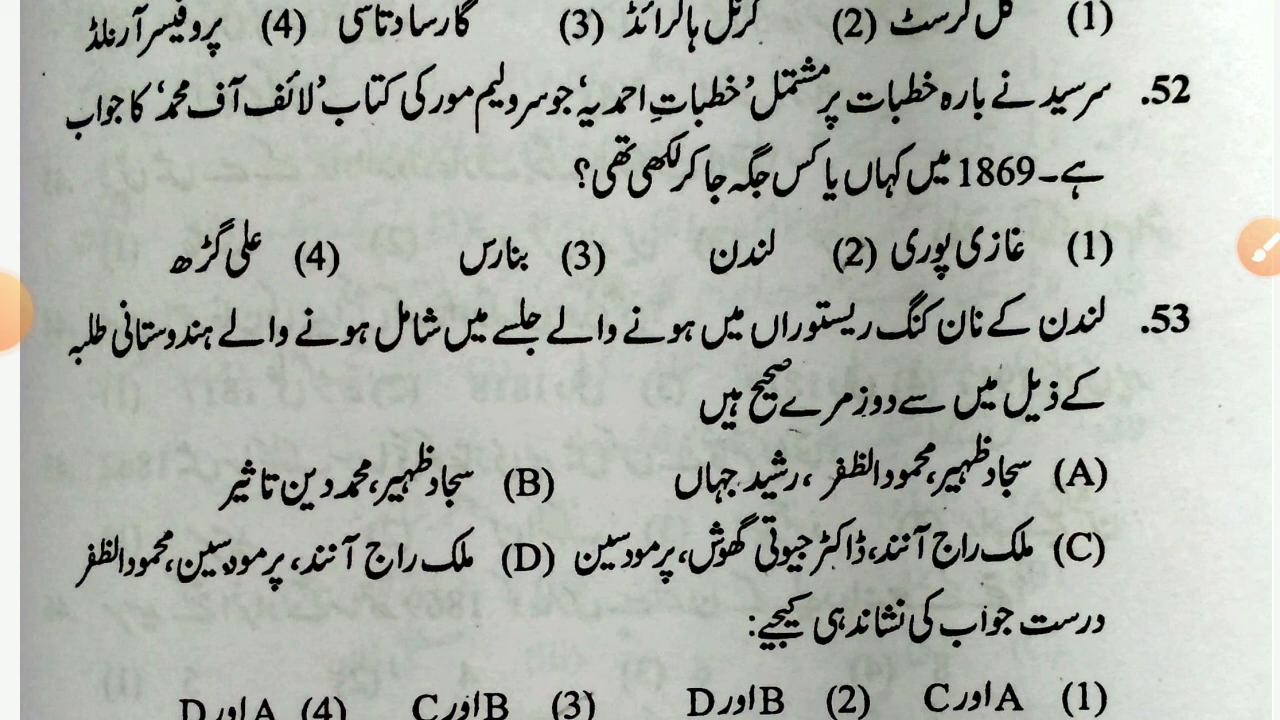 (1) گل کرسٹ (2) کرنل ہالرائڈ (3) گارساد تاسی (4) پروفیسر آرنلڈ
52. سرسید نے بارہ خطبات پر مشتمل 'خطباتِ احمدیہ' جو سر ولیم مور کی کتاب 'لائف آف محمد' کا جواب
ہے۔ 1869 میں کہاں یا کس جگہ جا کر لکھی تھی؟
(1) غازی پوری (2) لندن (3) بنارس (4) علی گڑھ
53. لندن کے نان کنگ ریستوراں میں ہونے والے جلسے میں شامل ہونے والے ہندوستانی طلبہ
کے ذیل میں سے دو زمرے صحیح ہیں
(A) سجاد ظہیر، محمود الظفر، رشید جہاں (B) سجاد ظہیر، محمد دین تاثیر
(C) ملک راج آنند، ڈاکٹر جیوتی گھوش، پرمود سین (D) ملک راج آنند، پرمود سین، محمود الظفر
درست جواب کی نشاندہی کیجیے:
(1) A اور C (2) B اور D (3) B اور C (4) A اور D